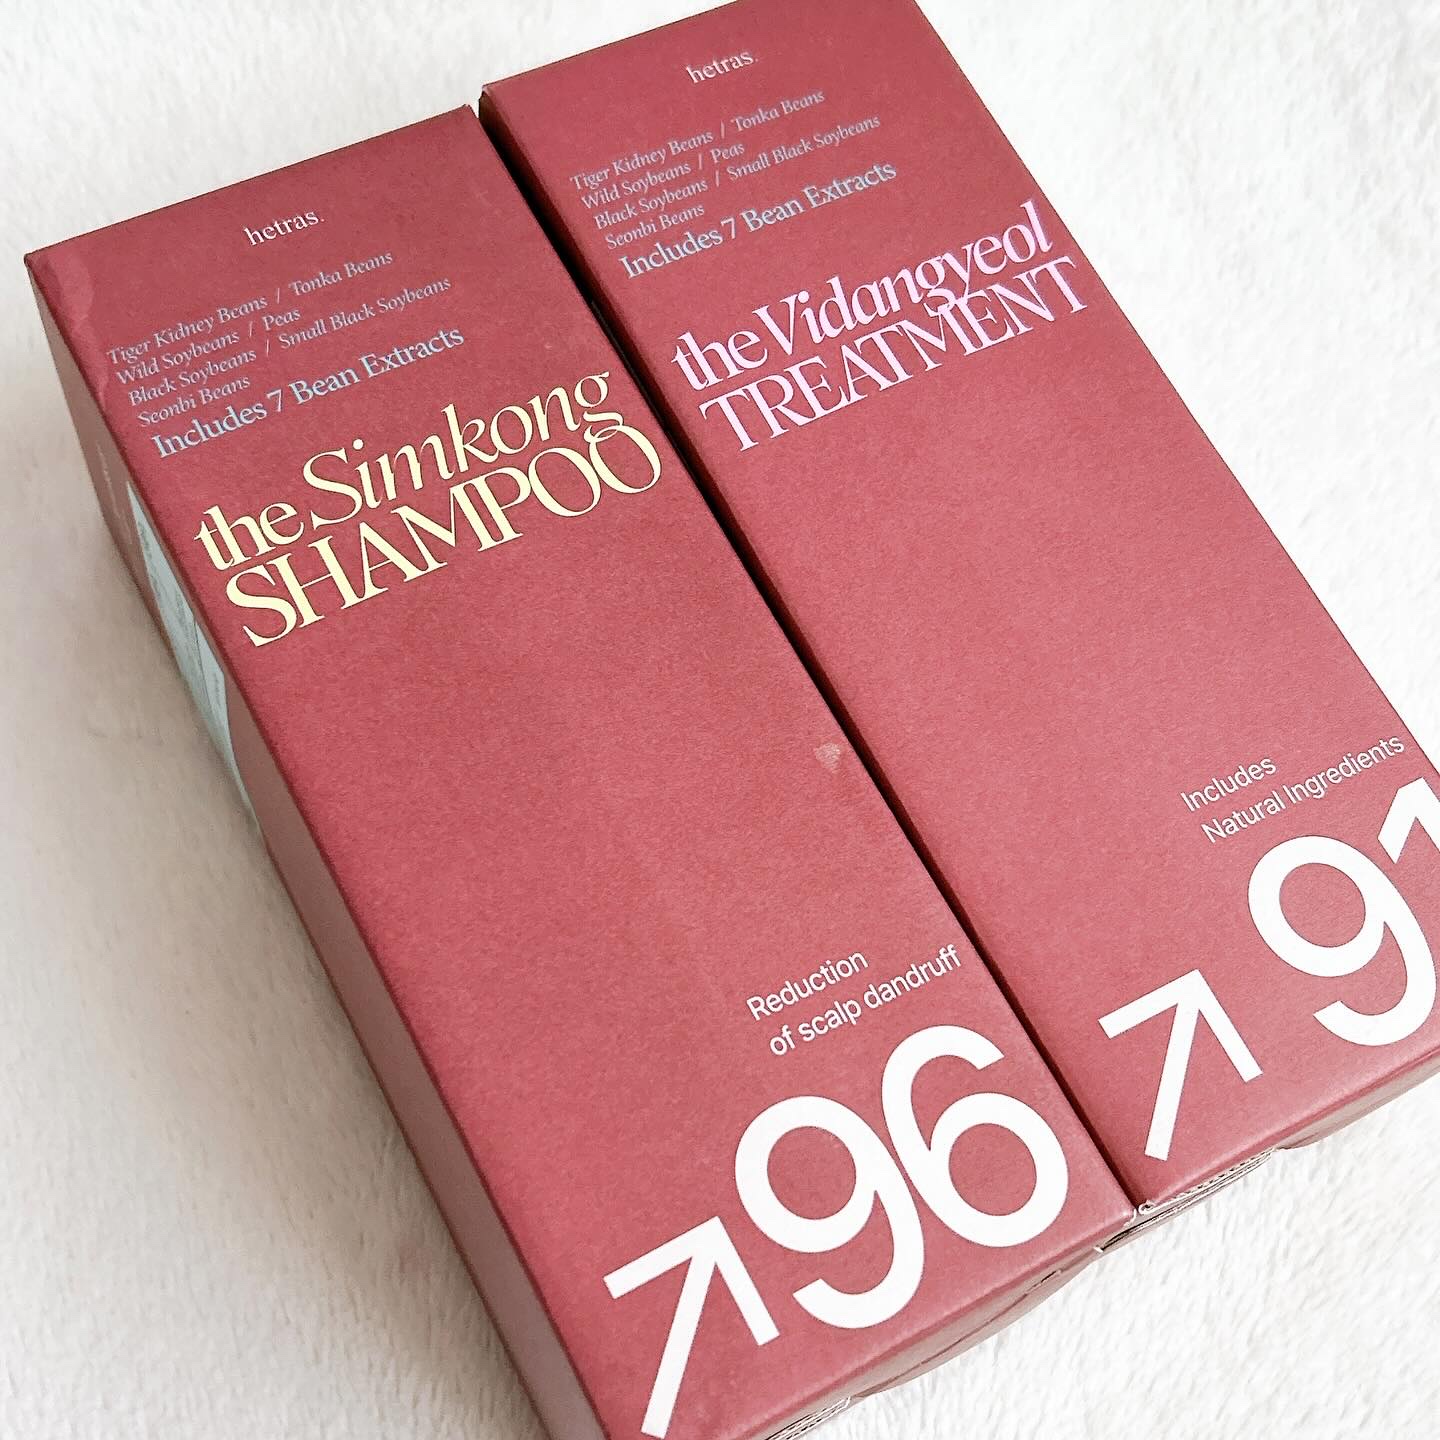 hetras.
Tiger Kidney Beans / Tonka Beans
Wild Soybeans / Peas
Black Soybeans / Small Black Soybeans
Seonbi Beans
Includes 7 Bean Extracts
the Simkong
SHAMPOO
Reduction
of scalp dandruff
↗96
hetras.
Tiger Kidney Beans / Tonka Beans
Wild Soybeans / Peas
Black Soybeans / Small Black Soybeans
Seonbi Beans
Includes 7 Bean Extracts
the Vidangyeol
TREATMENT
Includes
Natural Ingredients
↗91